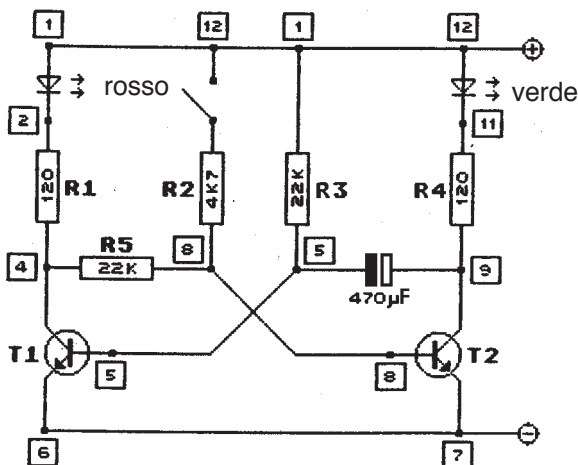 1 12 1 12
⊕
rosso verde
2 11
120 R1 R2 4K7 22K R3 R4 120
R5 8 5
4 22K 9
470µF
T1 5 8 T2
6 7
⊖